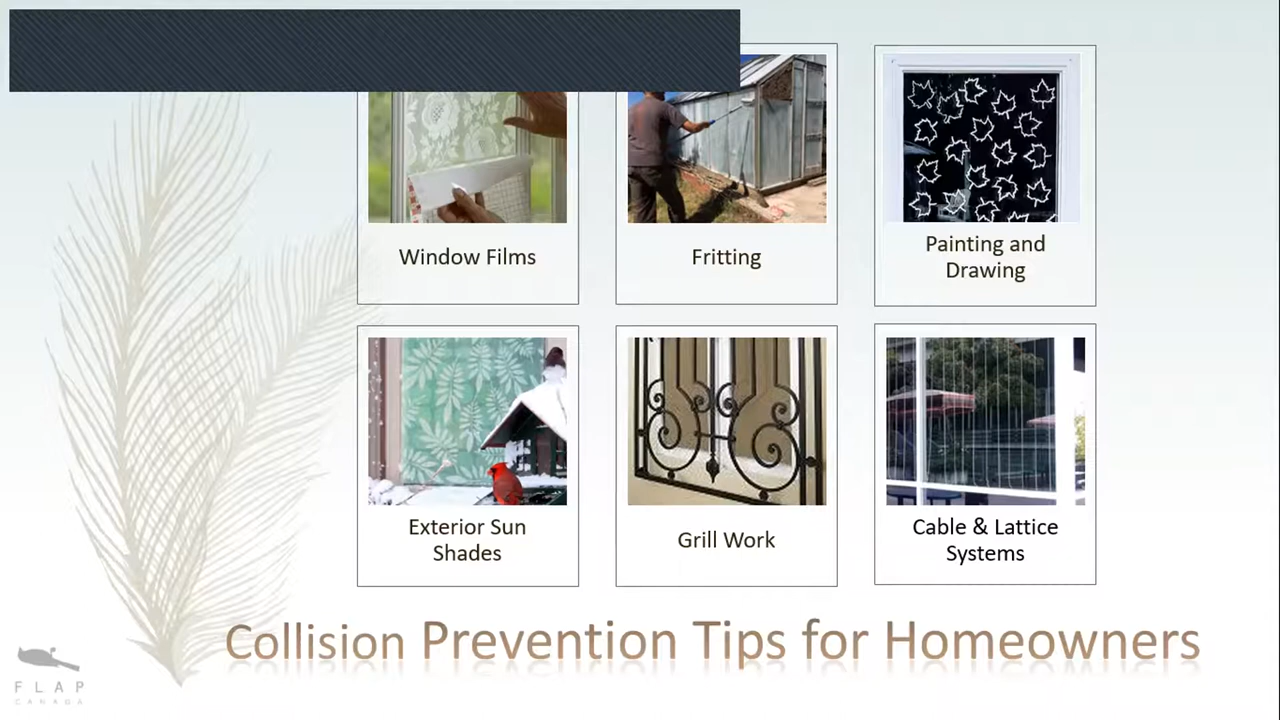 Window Films
Fritting
Painting and
Drawing
Exterior Sun
Shades
Grill Work
Cable & Lattice
Systems
Collision Prevention Tips for Homeowners
FLAP
CANADA